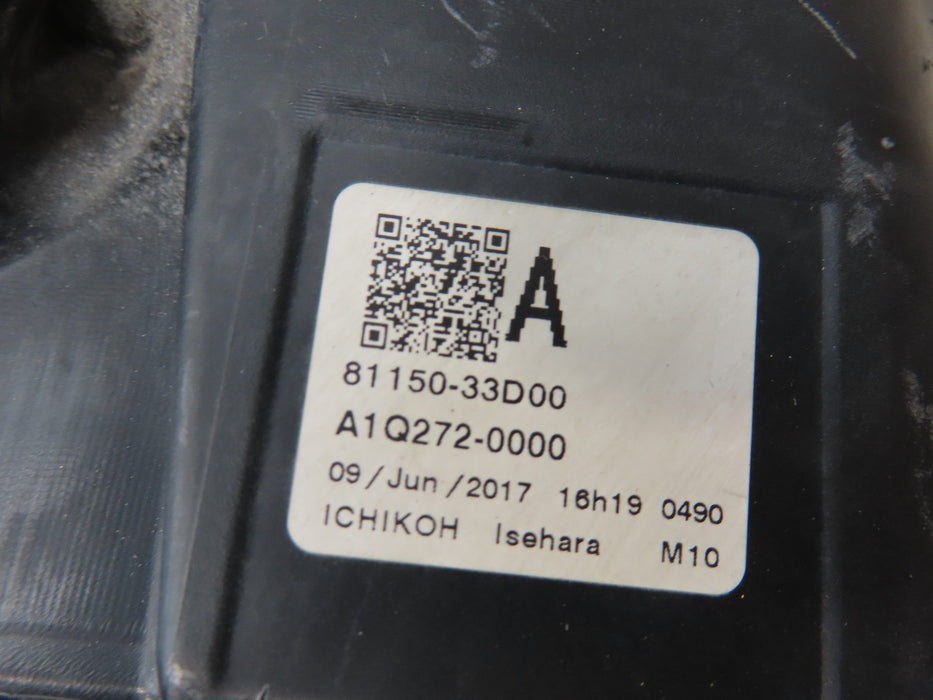 A
81150-33D00
A1Q272-0000
09/Jun/2017 16h19 0490
ICHIKOH Isehara M10